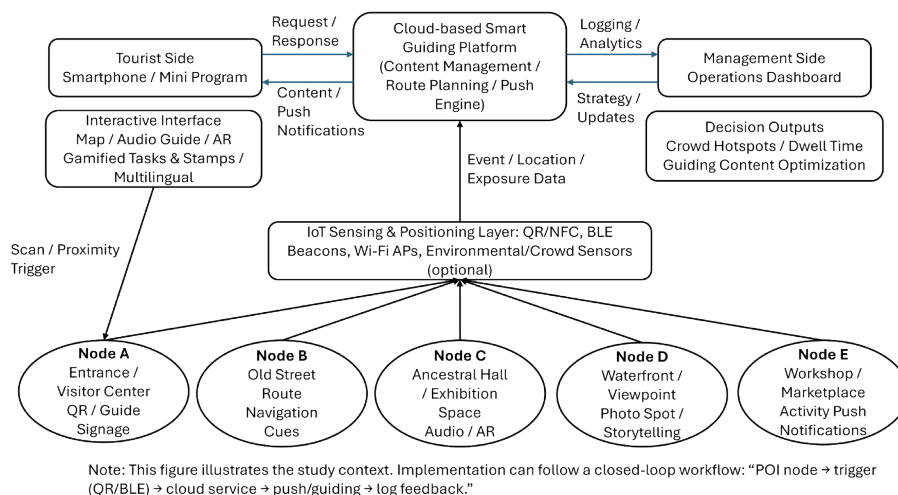 Request /
Response
Cloud-based Smart
Guiding Platform
(Content Management /
Route Planning / Push
Engine)
Logging /
Analytics
Tourist Side
Smartphone / Mini Program
Management Side
Operations Dashboard
Content /
Push
Notifications
Strategy /
Updates
Interactive Interface
Map / Audio Guide / AR
Gamified Tasks & Stamps /
Multilingual
Decision Outputs
Crowd Hotspots / Dwell Time
Guiding Content Optimization
Event / Location /
Exposure Data
Scan / Proximity
Trigger
IoT Sensing & Positioning Layer: QR/NFC, BLE
Beacons, Wi-Fi APs, Environmental/Crowd Sensors
(optional)
Node A
Entrance /
Visitor Center
QR / Guide
Signage
Node B
Old Street
Route
Navigation
Cues
Node C
Ancestral Hall
/ Exhibition
Space
Audio / AR
Node D
Waterfront /
Viewpoint
Photo Spot /
Storytelling
Node E
Workshop /
Marketplace
Activity Push
Notifications
Note: This figure illustrates the study context. Implementation can follow a closed-loop workflow: “POI node → trigger
(QR/BLE) → cloud service → push/guiding → log feedback.”